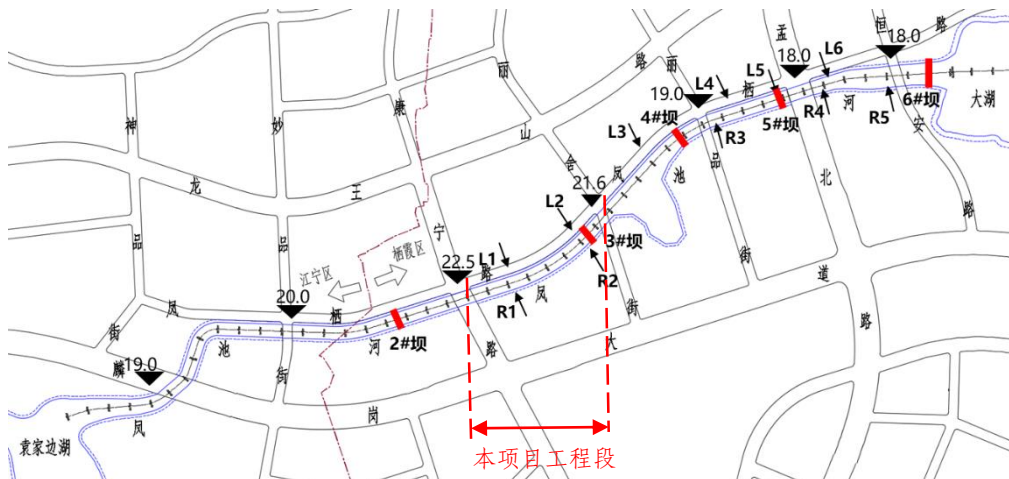 恒
路
18.0
孟
18.0
L6
栖
L5
河
大湖
6#坝
R5
R4
5#坝
安
路
丽
路
丽
L4
19.0
4#坝
R3
L3
凤
池
品
街
北
道
路
神
龙
品
街
妙
王
康
山
舍
21.6
L2
3#坝
R2
宁
路
L1
22.5
R1
凤
路
街
大
栖霞区
江宁区
20.0
栖
2#坝
河
品
街
凤
池
麟
街
19.0
凤
岗
袁家边湖
本项目工程段